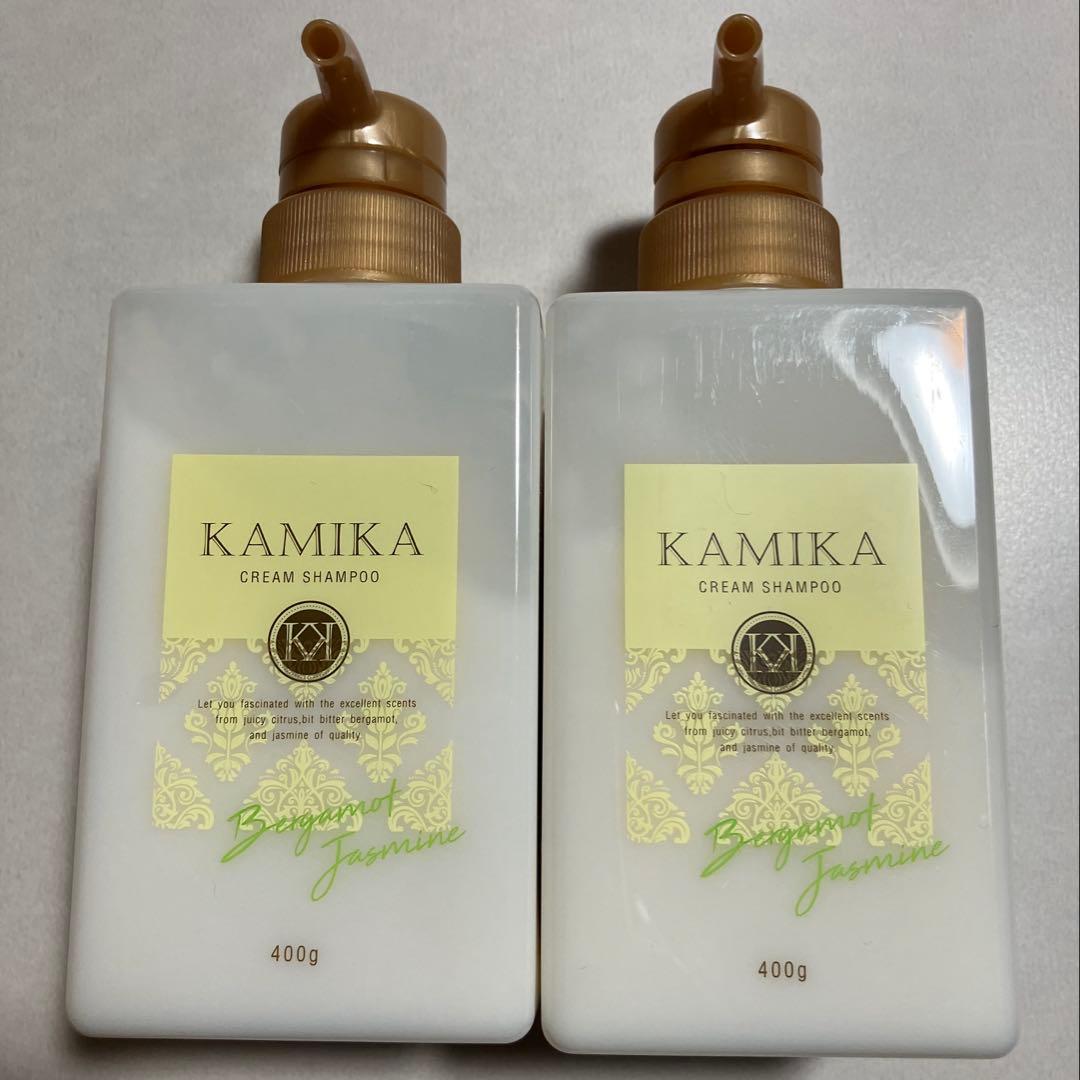 KAMIKA
CREAM SHAMPOO
KK
Let you fascinated with the excellent scents
from juicy citrus,bit bitter bergamot,
and jasmine of quality
Bergamot
Jasmine
400g
KAMIKA
CREAM SHAMPOO
KK
Let you fascinated with the excellent scents
from juicy citrus,bit bitter bergamot,
and jasmine of quality
Bergamot
Jasmine
400g